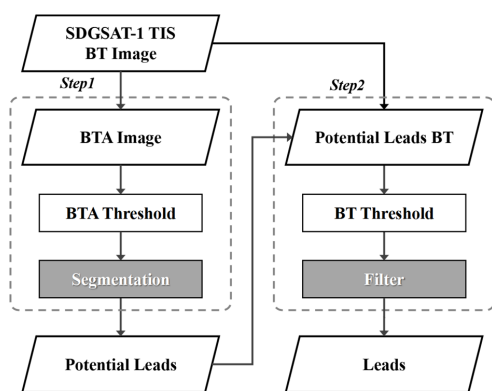 SDGSAT-1 TIS
BT Image
Step1
Step2
BTA Image
Potential Leads BT
BTA Threshold
BT Threshold
Segmentation
Filter
Potential Leads
Leads